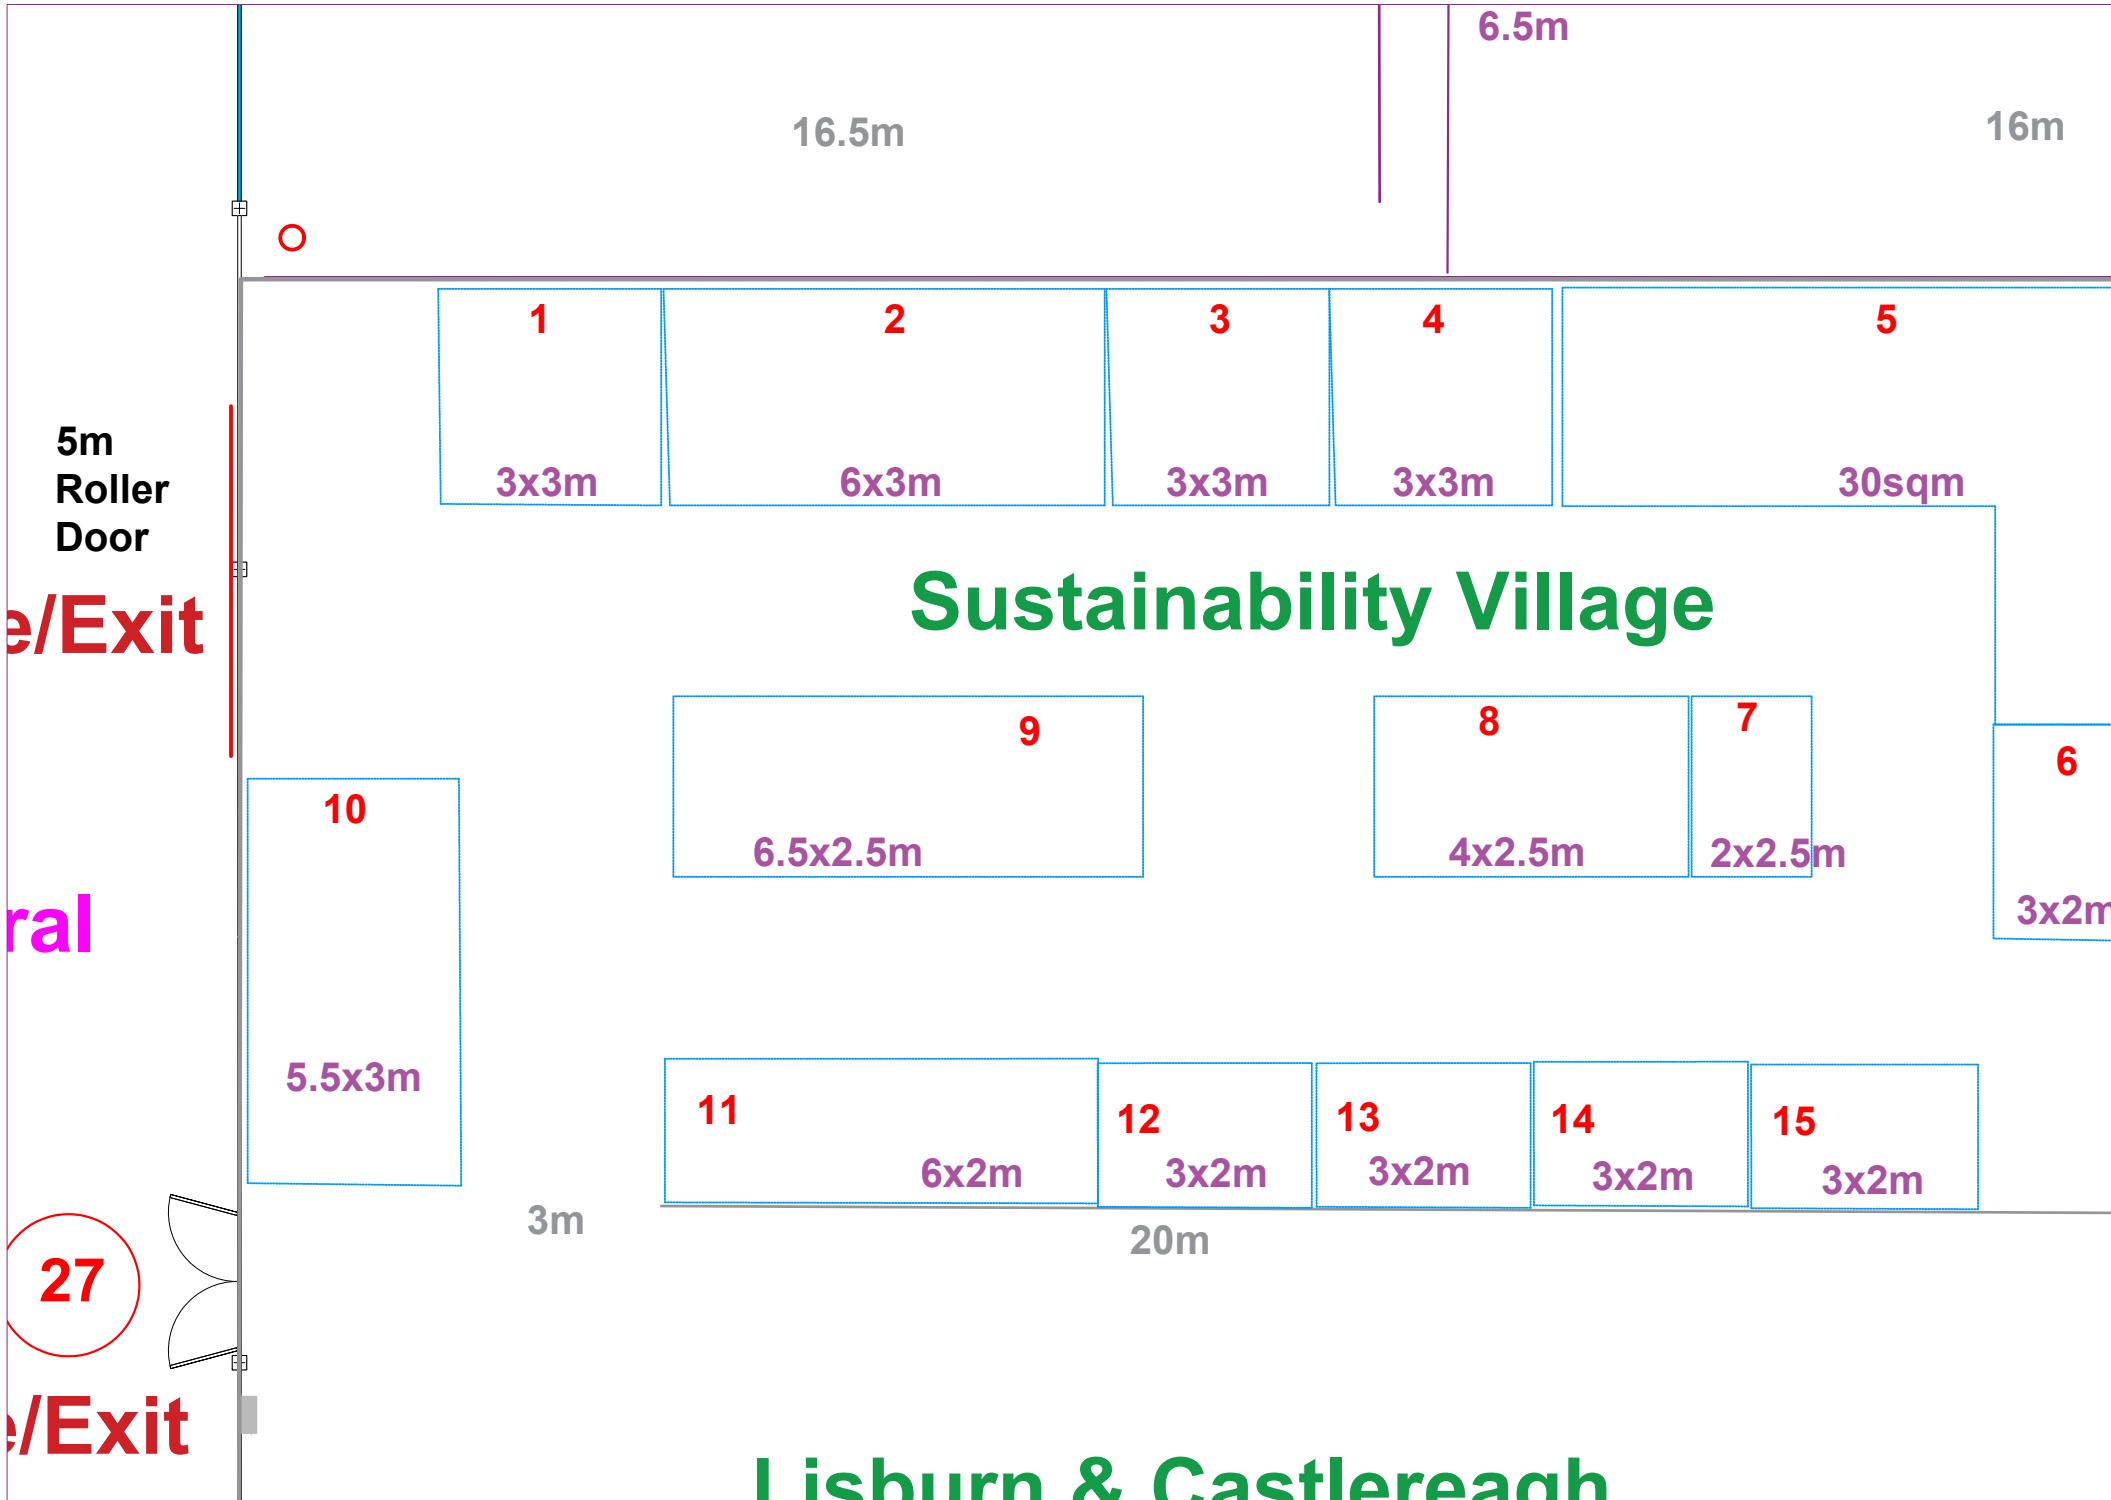 6.5m
16.5m
16m
1
2
3
4
5
3x3m
6x3m
3x3m
3x3m
30sqm
5m
Roller
Door
e/Exit
Sustainability Village
9
8
7
6
10
6.5x2.5m
4x2.5m
2x2.5m
3x2m
ral
5.5x3m
11
12
13
14
15
6x2m
3x2m
3x2m
3x2m
3x2m
3m
20m
27
e/Exit
Lisburn & Castlereagh